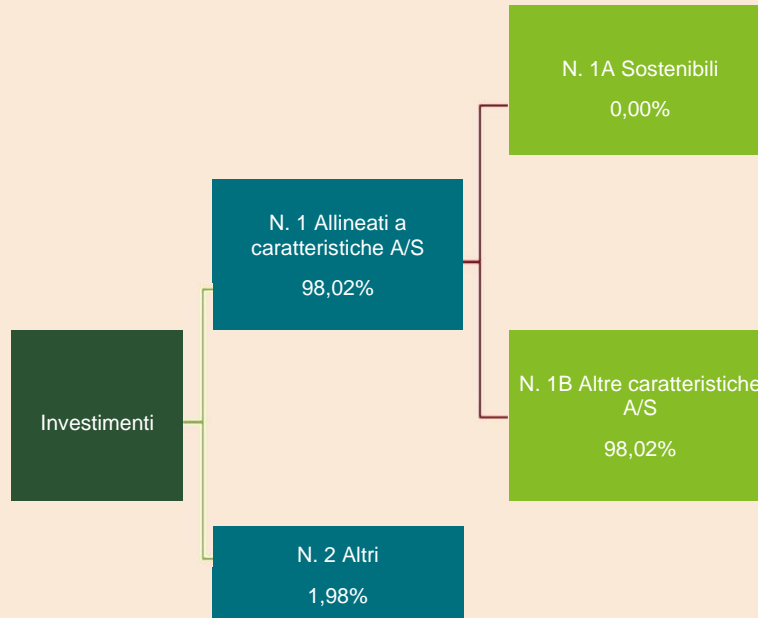 Investimenti
N. 1 Allineati a
caratteristiche A/S
98,02%
N. 2 Altri
1,98%
N. 1A Sostenibili
0,00%
N. 1B Altre caratteristiche
A/S
98,02%